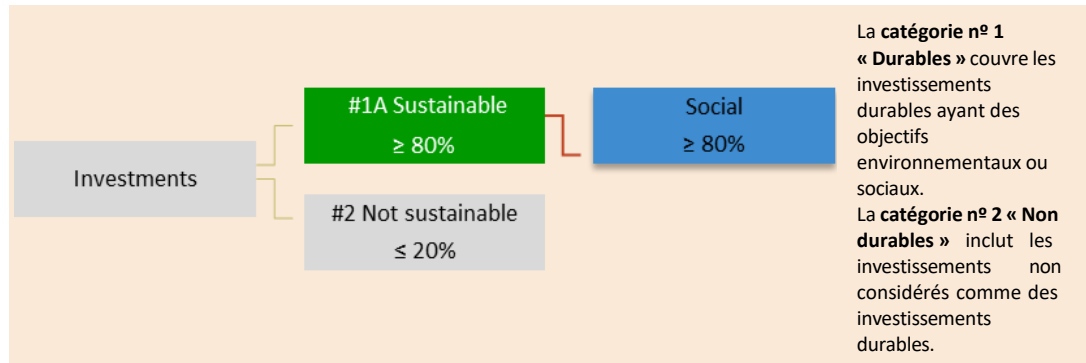 Investments
#1A Sustainable
≥ 80%
Social
≥ 80%
#2 Not sustainable
≤ 20%
La catégorie nº 1
« Durables » couvre les
investissements
durables ayant des
objectifs
environnementaux ou
sociaux.
La catégorie nº 2 « Non
durables » inclut les
investissements non
considérés comme des
investissements
durables.